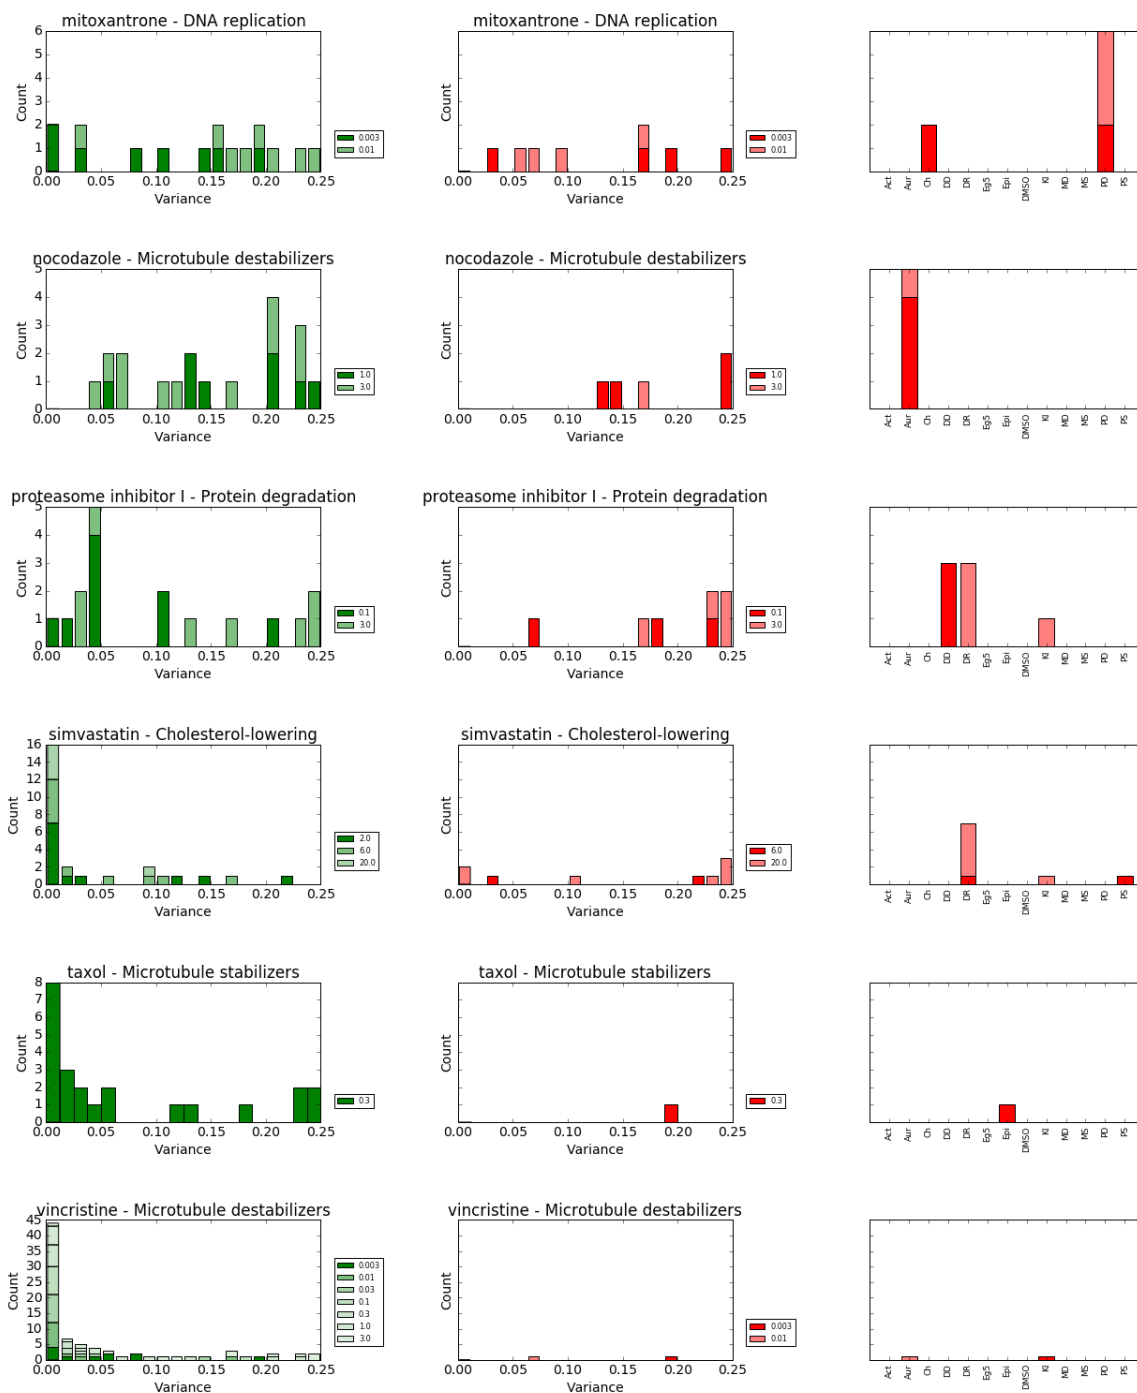 mitoxantrone - DNA replication
mitoxantrone - DNA replication
6
5
4
3
2
1
0
Count
0.00 0.05 0.10 0.15 0.20 0.25
Variance
0.003
0.01
Count
0.00 0.05 0.10 0.15 0.20 0.25
Variance
0.003
0.01
Act Aur Ch DD DR Eg5 Epi DMSO KI MD MS PD PS
nocodazole - Microtubule destabilizers
nocodazole - Microtubule destabilizers
5
4
3
2
1
0
Count
0.00 0.05 0.10 0.15 0.20 0.25
Variance
1.0
3.0
Count
0.00 0.05 0.10 0.15 0.20 0.25
Variance
1.0
3.0
Act Aur Ch DD DR Eg5 Epi DMSO KI MD MS PD PS
proteasome inhibitor I - Protein degradation
proteasome inhibitor I - Protein degradation
5
4
3
2
1
0
Count
0.00 0.05 0.10 0.15 0.20 0.25
Variance
0.1
3.0
Count
0.00 0.05 0.10 0.15 0.20 0.25
Variance
0.1
3.0
Act Aur Ch DD DR Eg5 Epi DMSO KI MD MS PD PS
simvastatin - Cholesterol-lowering
simvastatin - Cholesterol-lowering
16
14
12
10
8
6
4
2
0
Count
0.00 0.05 0.10 0.15 0.20 0.25
Variance
2.0
6.0
20.0
Count
0.00 0.05 0.10 0.15 0.20 0.25
Variance
6.0
20.0
Act Aur Ch DD DR Eg5 Epi DMSO KI MD MS PD PS
taxol - Microtubule stabilizers
taxol - Microtubule stabilizers
8
7
6
5
4
3
2
1
0
Count
0.00 0.05 0.10 0.15 0.20 0.25
Variance
0.3
Count
0.00 0.05 0.10 0.15 0.20 0.25
Variance
0.3
Act Aur Ch DD DR Eg5 Epi DMSO KI MD MS PD PS
vincristine - Microtubule destabilizers
vincristine - Microtubule destabilizers
45
40
35
30
25
20
15
10
5
0
Count
0.00 0.05 0.10 0.15 0.20 0.25
Variance
0.003
0.01
0.03
0.1
0.3
1.0
3.0
Count
0.00 0.05 0.10 0.15 0.20 0.25
Variance
0.003
0.01
Act Aur Ch DD DR Eg5 Epi DMSO KI MD MS PD PS